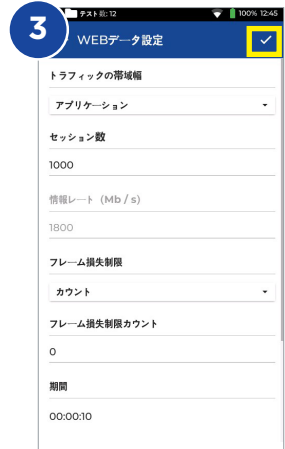 テスト数: 12
100% 12:45
3
WEBデータ設定
トラフィックの帯域幅
アプリケーション
セッション数
1000
情報レート (Mb / s)
1800
フレーム損失制限
カウント
フレーム損失制限カウント
0
期間
00:00:10